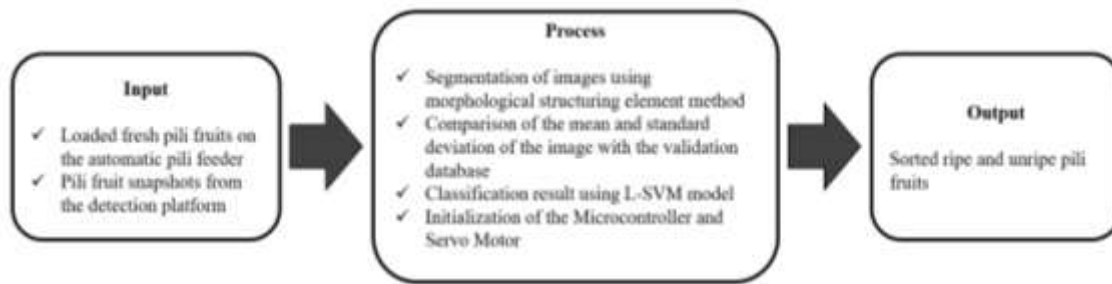 Input
✓ Loaded fresh pili fruits on
the automatic pili feeder
✓ Pili fruit snapshots from
the detection platform
Process
✓ Segmentation of images using
morphological structuring element method
✓ Comparison of the mean and standard
deviation of the image with the validation
database
✓ Classification result using L-SVM model
✓ Initialization of the Microcontroller and
Servo Motor
Output
Sorted ripe and unripe pili
fruits